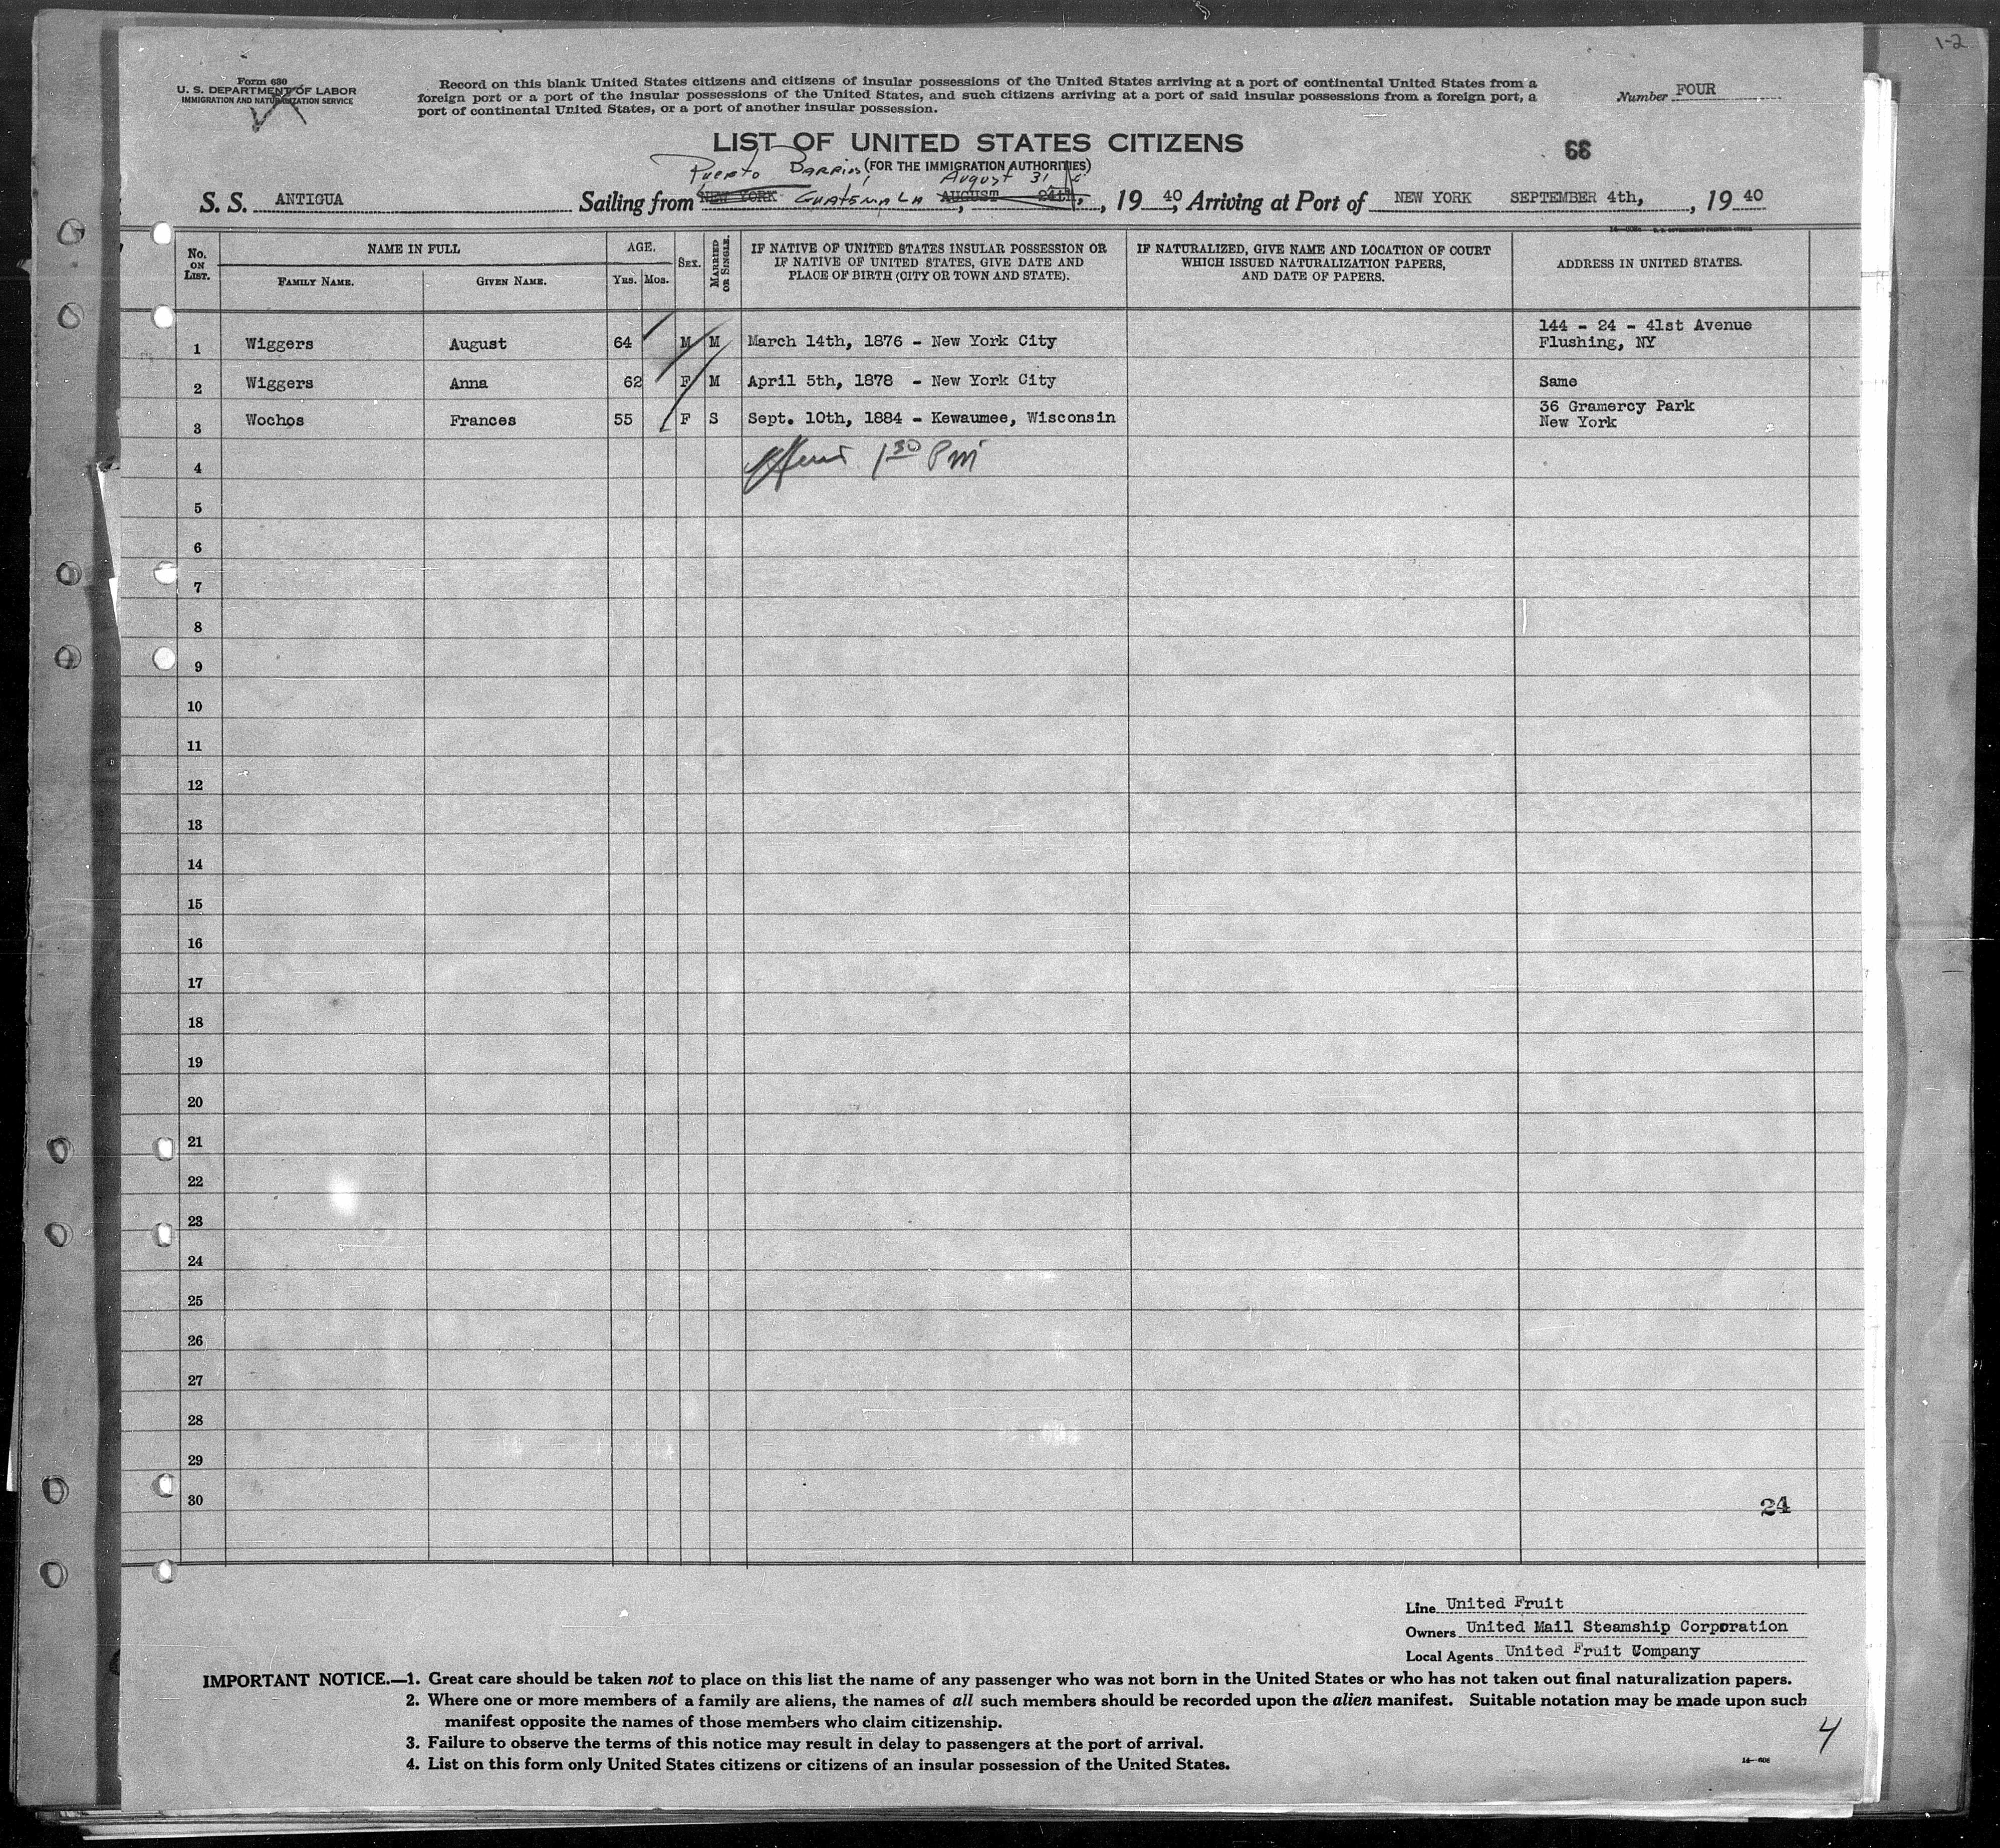 1-2
Form 630
U. S. DEPARTMENT OF LABOR
IMMIGRATION AND NATURALIZATION SERVICE
Record on this blank United States citizens and citizens of insular possessions of the United States arriving at a port of continental United States from a
foreign port or a port of the insular possessions of the United States, and such citizens arriving at a port of said insular possessions from a foreign port, a
port of continental United States, or a port of another insular possession.
Number FOUR
LIST OF UNITED STATES CITIZENS
66
(FOR THE IMMIGRATION AUTHORITIES)
Puerto Barrios, August 31
S. S. ANTIGUA Sailing from NEW YORK GUATEMALA AUGUST 24th, , 19 40, Arriving at Port of NEW YORK SEPTEMBER 4th, , 19 40
No. ON LIST.
NAME IN FULL
FAMILY NAME. GIVEN NAME.
AGE.
YRS. MOS.
SEX.
MARRIED OR SINGLE.
IF NATIVE OF UNITED STATES INSULAR POSSESSION OR
IF NATIVE OF UNITED STATES, GIVE DATE AND
PLACE OF BIRTH (CITY OR TOWN AND STATE).
IF NATURALIZED, GIVE NAME AND LOCATION OF COURT
WHICH ISSUED NATURALIZATION PAPERS,
AND DATE OF PAPERS.
ADDRESS IN UNITED STATES.
1 Wiggers August 64 M M March 14th, 1876 - New York City 144 - 24 - 41st Avenue
Flushing, NY
2 Wiggers Anna 62 F M April 5th, 1878 - New York City Same
3 Wochos Frances 55 F S Sept. 10th, 1884 - Kewaumee, Wisconsin 36 Gramercy Park
New York
4 1 30 PM
5
6
7
8
9
10
11
12
13
14
15
16
17
18
19
20
21
22
23
24
25
26
27
28
29
30
24
Line United Fruit
Owners United Mail Steamship Corporation
Local Agents United Fruit Company
IMPORTANT NOTICE.—1. Great care should be taken not to place on this list the name of any passenger who was not born in the United States or who has not taken out final naturalization papers.
2. Where one or more members of a family are aliens, the names of all such members should be recorded upon the alien manifest. Suitable notation may be made upon such
manifest opposite the names of those members who claim citizenship.
3. Failure to observe the terms of this notice may result in delay to passengers at the port of arrival.
4. List on this form only United States citizens or citizens of an insular possession of the United States.
4